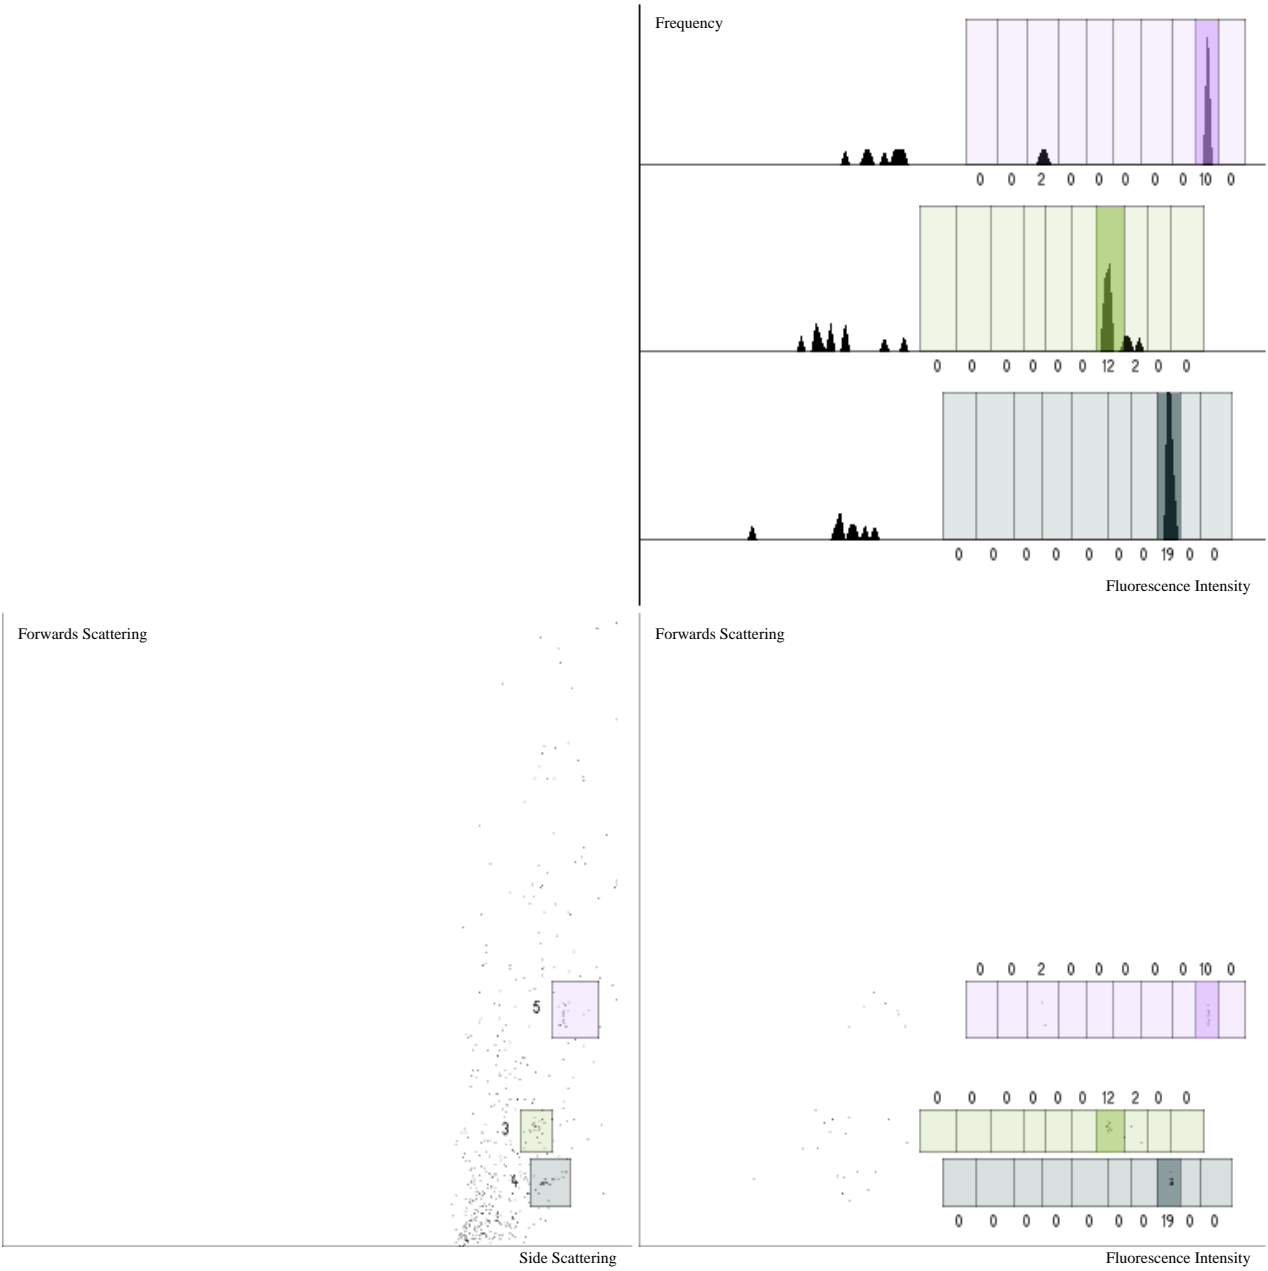 Frequency
0 0 2 0 0 0 0 0 10 0
0 0 0 0 0 0 12 2 0 0
0 0 0 0 0 0 0 19 0 0
Fluorescence Intensity
Forwards Scattering
5
3
4
Side Scattering
Forwards Scattering
0 0 2 0 0 0 0 0 10 0
0 0 0 0 0 0 12 2 0 0
0 0 0 0 0 0 0 19 0 0
Fluorescence Intensity